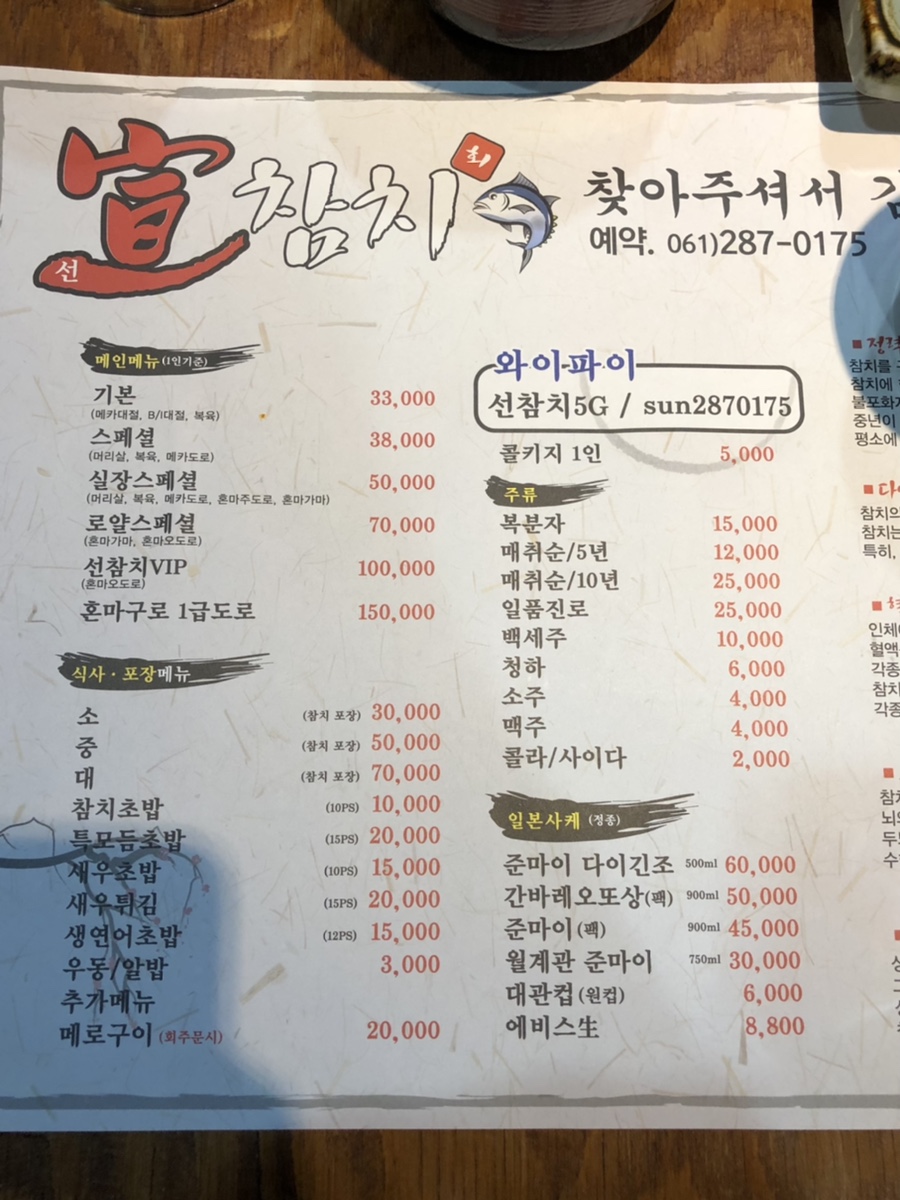 宣 참치 회
선
찾아주셔서
예약. 061)287-0175
메인메뉴(1인기준)
기본 33,000
(메카대절, B/I대절, 복육)
스페셜 38,000
(머리살, 복육, 메카도로)
실장스페셜 50,000
(머리살, 복육, 메카도로, 혼마주도로, 혼마가마)
로얄스페셜 70,000
(혼마가마, 혼마오도로)
선참치VIP 100,000
(혼마오도로)
혼마구로 1급도로 150,000
식사 · 포장메뉴
소 (참치 포장) 30,000
중 (참치 포장) 50,000
대 (참치 포장) 70,000
참치초밥 (10PS) 10,000
특모듬초밥 (15PS) 20,000
새우초밥 (10PS) 15,000
새우튀김 (15PS) 20,000
생연어초밥 (12PS) 15,000
우동/알밥 3,000
추가메뉴
메로구이 (회주문시) 20,000
와이파이
선참치5G / sun2870175
콜키지 1인 5,000
주류
복분자 15,000
매취순/5년 12,000
매취순/10년 25,000
일품진로 25,000
백세주 10,000
청하 6,000
소주 4,000
맥주 4,000
콜라/사이다 2,000
일본사케 (정종)
준마이 다이긴조 500ml 60,000
간바레오또상(팩) 900ml 50,000
준마이(팩) 900ml 45,000
월계관 준마이 750ml 30,000
대관컵(원컵) 6,000
에비스生 8,800
참치를
참치에
불포화지
중년이
평소에
참치의
참치는
특히,
인체
혈액
각종
참치
각종